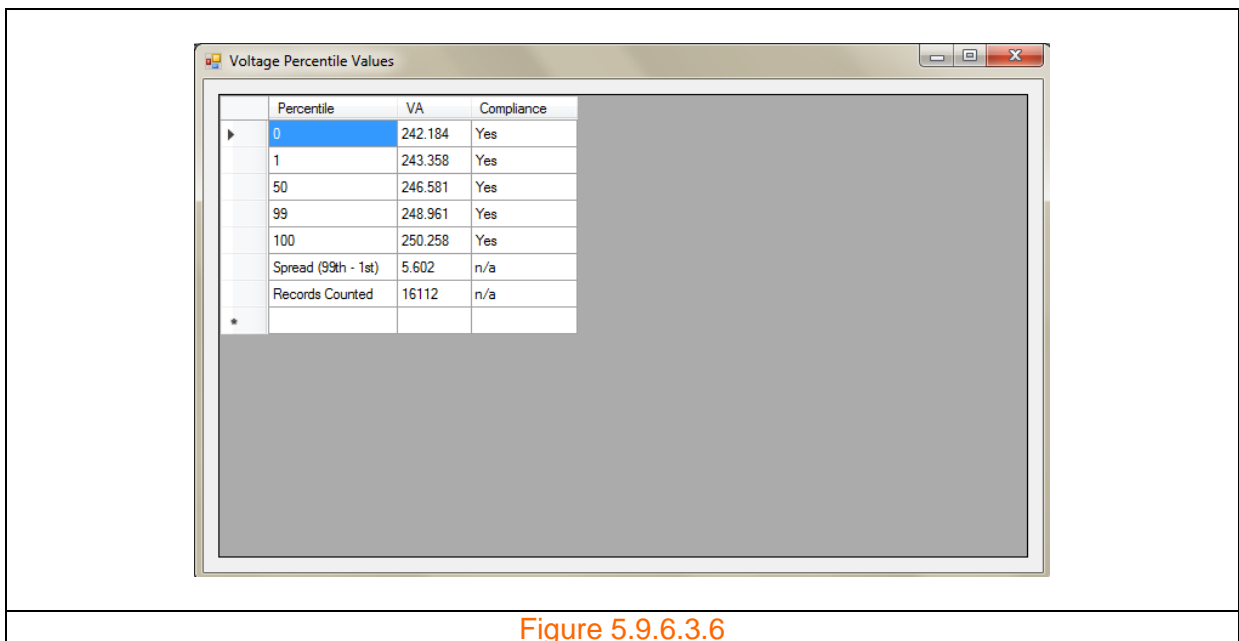 Voltage Percentile Values
Percentile VA Compliance
0 242.184 Yes
1 243.358 Yes
50 246.581 Yes
99 248.961 Yes
100 250.258 Yes
Spread (99th - 1st) 5.602 n/a
Records Counted 16112 n/a
*
Figure 5.9.6.3.6